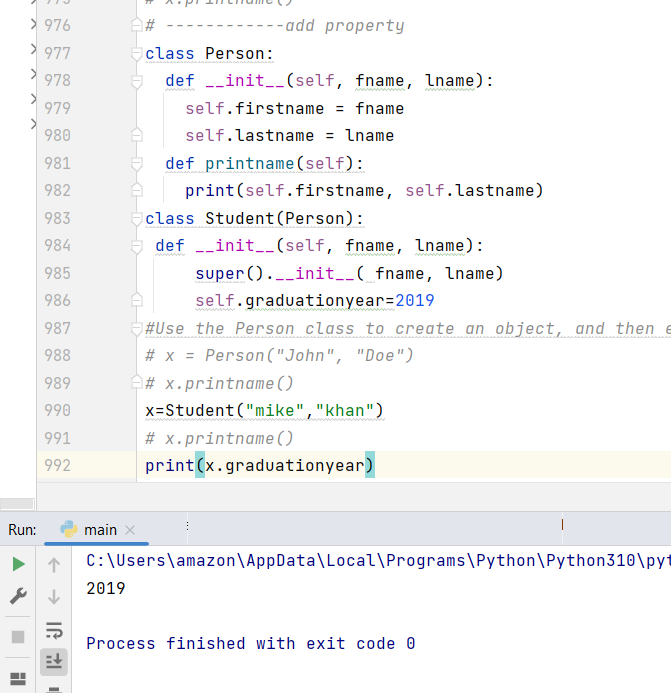 975 # x.printname()
976 # ------------add property
977 class Person:
978 def __init__(self, fname, lname):
979 self.firstname = fname
980 self.lastname = lname
981 def printname(self):
982 print(self.firstname, self.lastname)
983 class Student(Person):
984 def __init__(self, fname, lname):
985 super().__init__( fname, lname)
986 self.graduationyear=2019
987 #Use the Person class to create an object, and then e
988 # x = Person("John", "Doe")
989 # x.printname()
990 x=Student("mike","khan")
991 # x.printname()
992 print(x.graduationyear)
Run: main
C:\Users\amazon\AppData\Local\Programs\Python\Python310\pyt
2019
Process finished with exit code 0